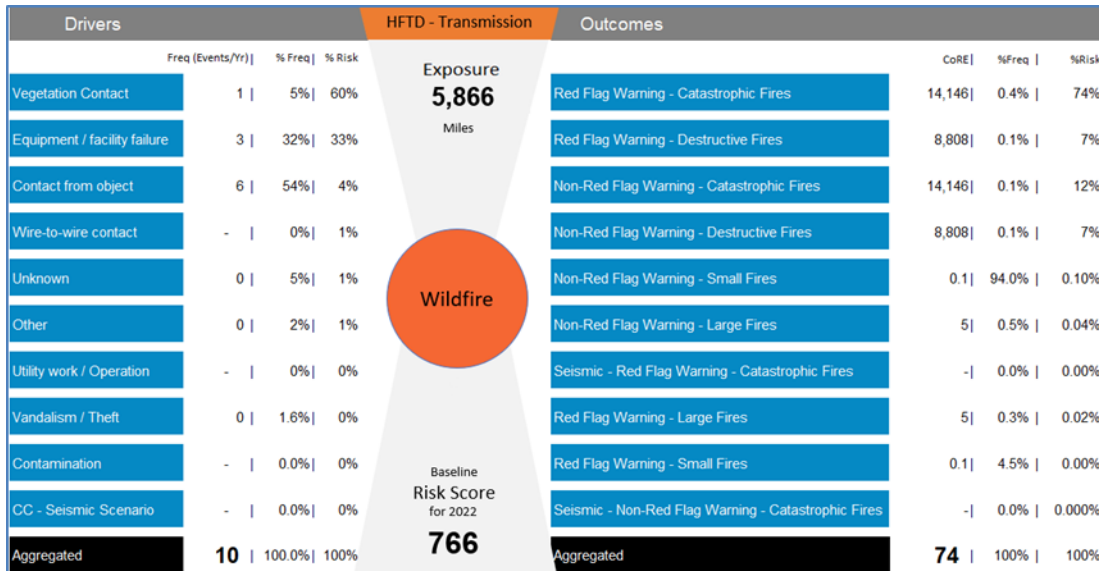 Drivers HFTD - Transmission Outcomes
Freq (Events/Yr)| % Freq| % Risk CoRE| %Freq | %Risk
Exposure
Vegetation Contact 1 | 5%| 60% 5,866 Red Flag Warning - Catastrophic Fires 14,146| 0.4% | 74%
Miles
Equipment / facility failure 3 | 32%| 33% Red Flag Warning - Destructive Fires 8,808| 0.1% | 7%
Contact from object 6 | 54%| 4% Non-Red Flag Warning - Catastrophic Fires 14,146| 0.1% | 12%
Wire-to-wire contact - | 0%| 1% Non-Red Flag Warning - Destructive Fires 8,808| 0.1% | 7%
Unknown 0 | 5%| 1% Wildfire Non-Red Flag Warning - Small Fires 0.1| 94.0% | 0.10%
Other 0 | 2%| 1% Non-Red Flag Warning - Large Fires 5| 0.5% | 0.04%
Utility work / Operation - | 0%| 0% Seismic - Red Flag Warning - Catastrophic Fires -| 0.0% | 0.00%
Vandalism / Theft 0 | 1.6%| 0% Red Flag Warning - Large Fires 5| 0.3% | 0.02%
Contamination - | 0.0%| 0% Baseline Red Flag Warning - Small Fires 0.1| 4.5% | 0.00%
Risk Score
CC - Seismic Scenario - | 0.0%| 0% for 2022 Seismic - Non-Red Flag Warning - Catastrophic Fires -| 0.0% | 0.000%
Aggregated 10 | 100.0%| 100% 766 Aggregated 74 | 100% | 100%